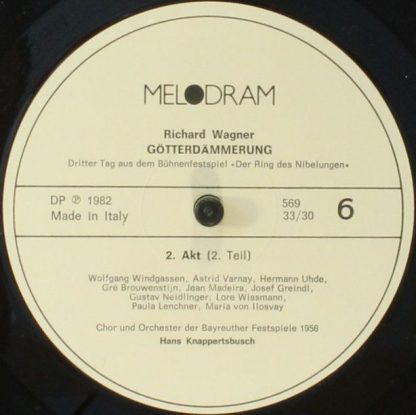 MELODRAM
Richard Wagner
GÖTTERDÄMMERUNG
Dritter Tag aus dem Bühnenfestspiel «Der Ring des Nibelungen»
DP ℗ 1982
Made in Italy
569
33/30
6
2. Akt (2. Teil)
Wolfgang Windgassen, Astrid Varnay, Hermann Uhde,
Gré Brouwenstijn, Jean Madeira, Josef Greindl,
Gustav Neidlinger, Lore Wissmann,
Paula Lenchner, Maria von Ilosvay
Chor und Orchester der Bayreuther Festspiele 1956
Hans Knappertsbusch